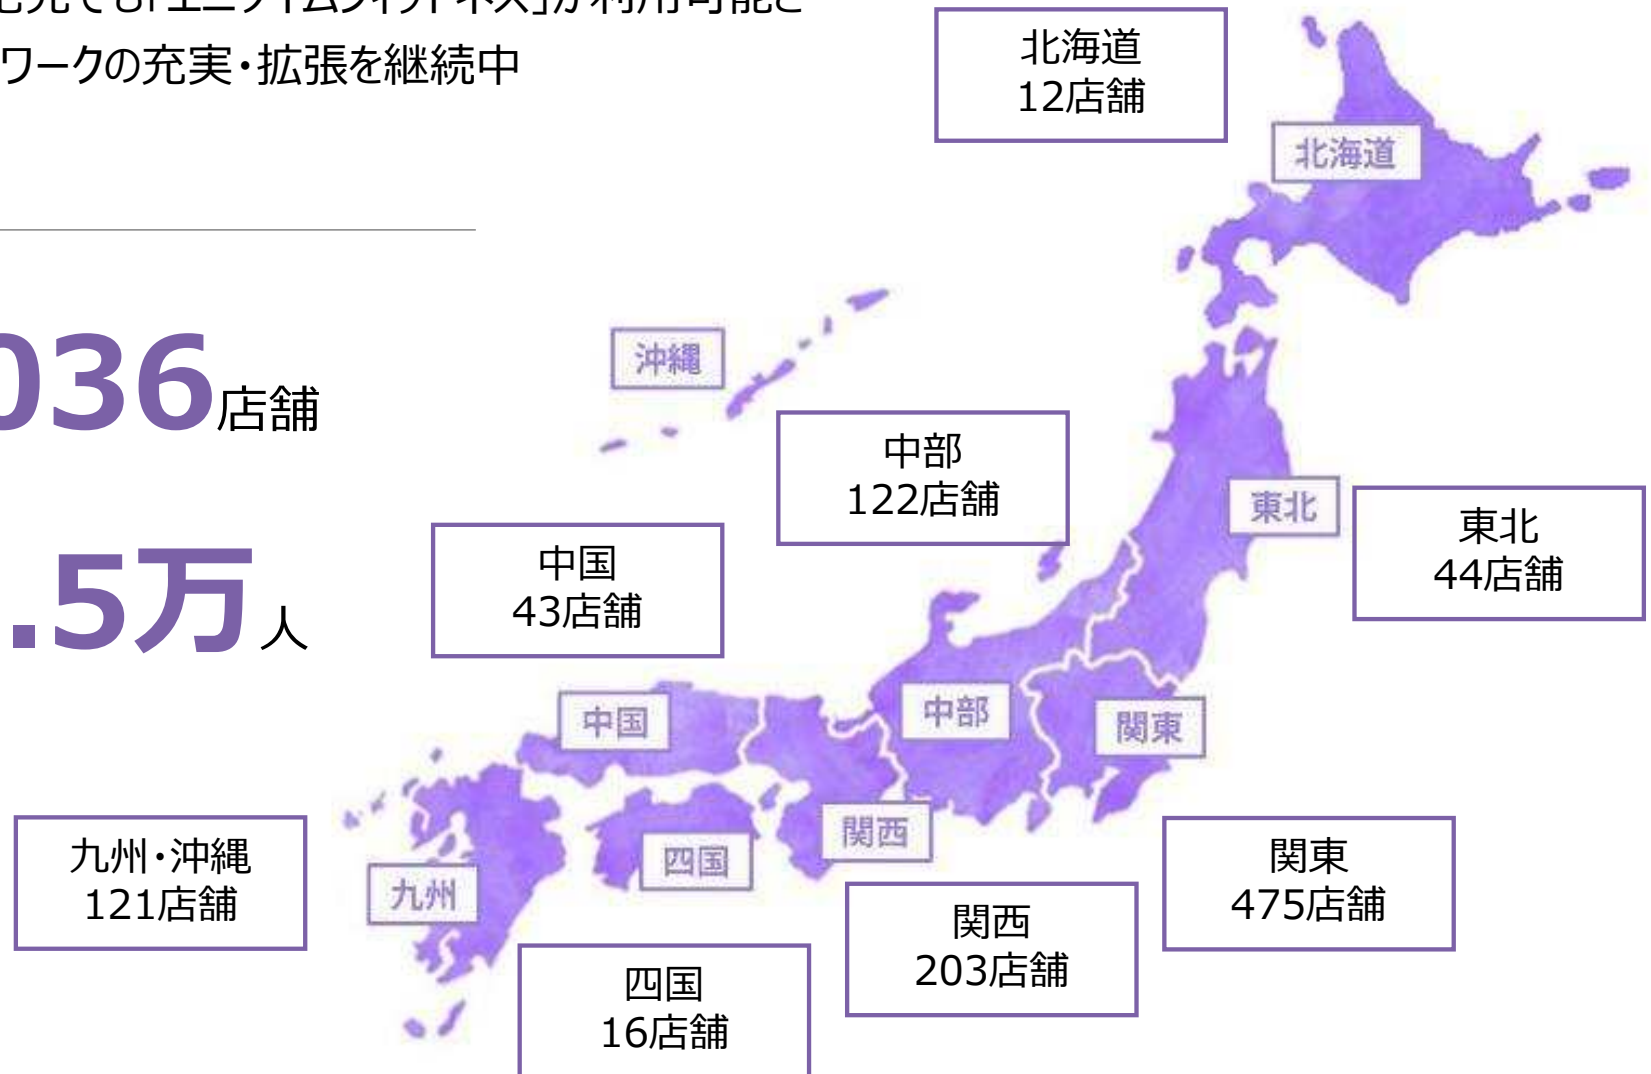 ワークの充実・拡張を継続中
036店舗
.5万人
北海道
12店舗
北海道
沖縄
中部
122店舗
東北
東北
44店舗
中国
43店舗
中国
中部
関東
九州・沖縄
121店舗
九州
四国
関西
関東
475店舗
関西
203店舗
四国
16店舗